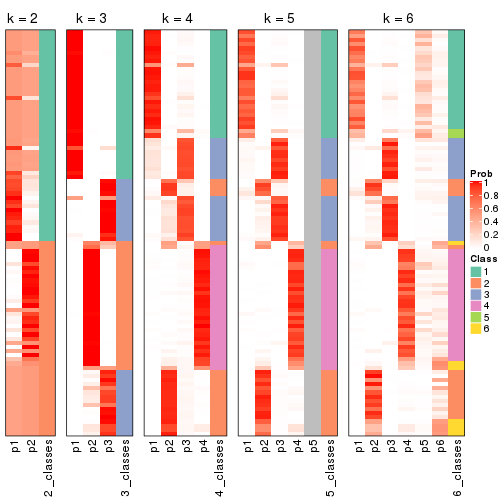 k = 2
k = 3
k = 4
k = 5
k = 6
p1
p2
2_classes
p1
p2
p3
3_classes
p1
p2
p3
p4
4_classes
p1
p2
p3
p4
p5
5_classes
p1
p2
p3
p4
p5
p6
6_classes
Prob
1
0.8
0.6
0.4
0.2
0
Class
1
2
3
4
5
6